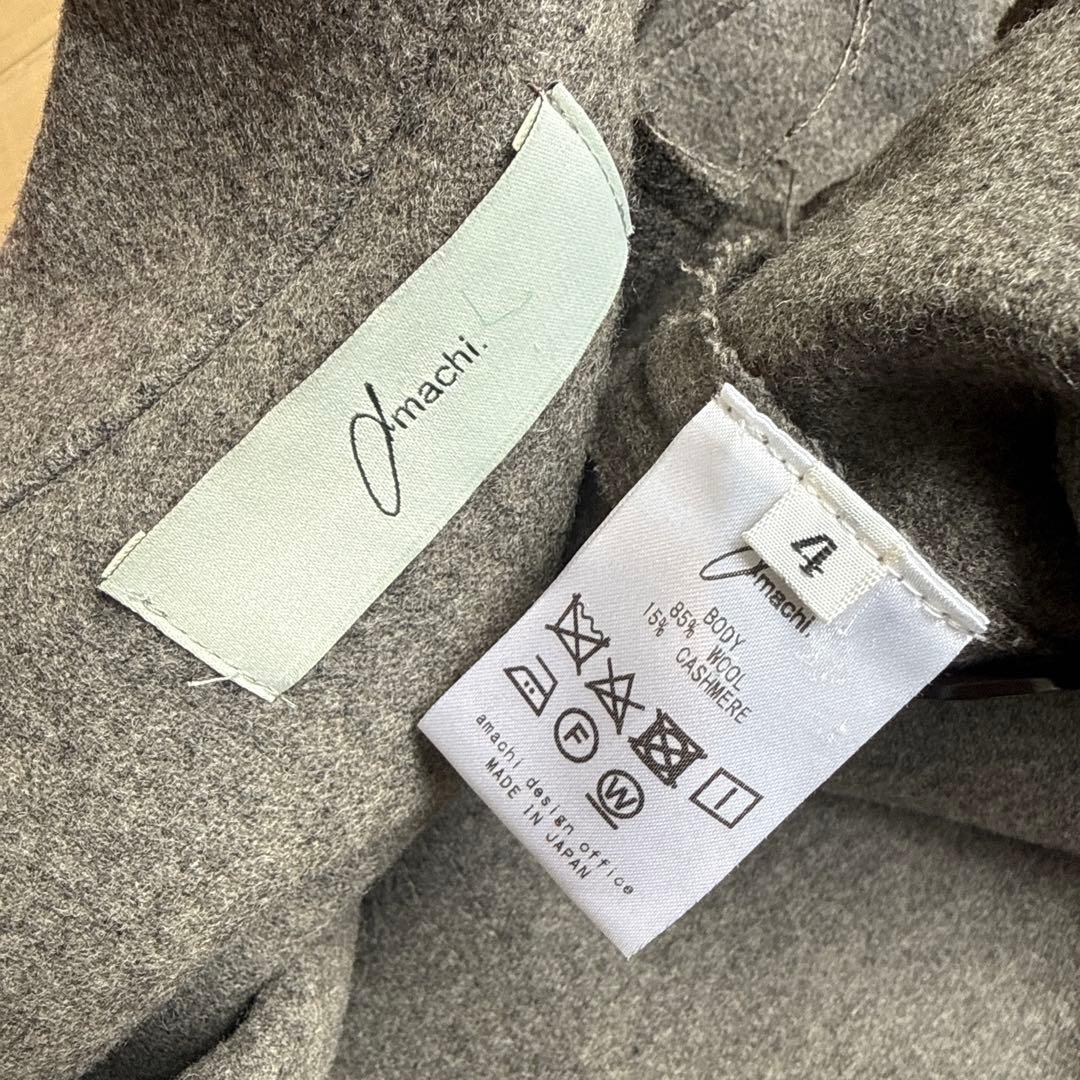 amachi.
4
amachi.
BODY
85% WOOL
15% CASHMERE
F
W
amachi design office
MADE IN JAPAN